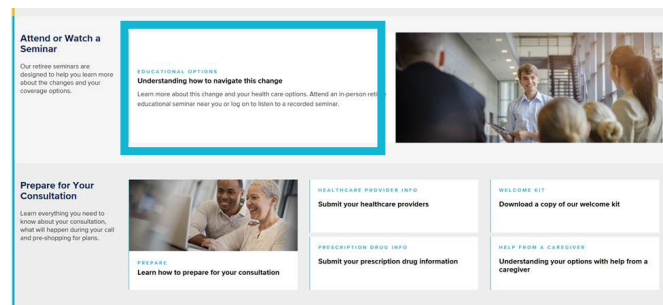 Attend or Watch a
Seminar
Our retiree seminars are
designed to help you learn more
about the changes and your
coverage options.
EDUCATIONAL OPTIONS
Understanding how to navigate this change
Learn more about this change and your health care options. Attend an in-person
educational seminar near you or log on to listen to a recorded seminar.
Prepare for Your
Consultation
Learn everything you need to
know about your consultation,
what will happen during your call
and pre-shopping for plans.
PREPARE
Learn how to prepare for your consultation
HEALTHCARE PROVIDER INFO
Submit your healthcare providers
WELCOME KIT
Download a copy of our welcome kit
PRESCRIPTION DRUG INFO
Submit your prescription drug information
HELP FROM A CAREGIVER
Understanding your options with help from a
caregiver